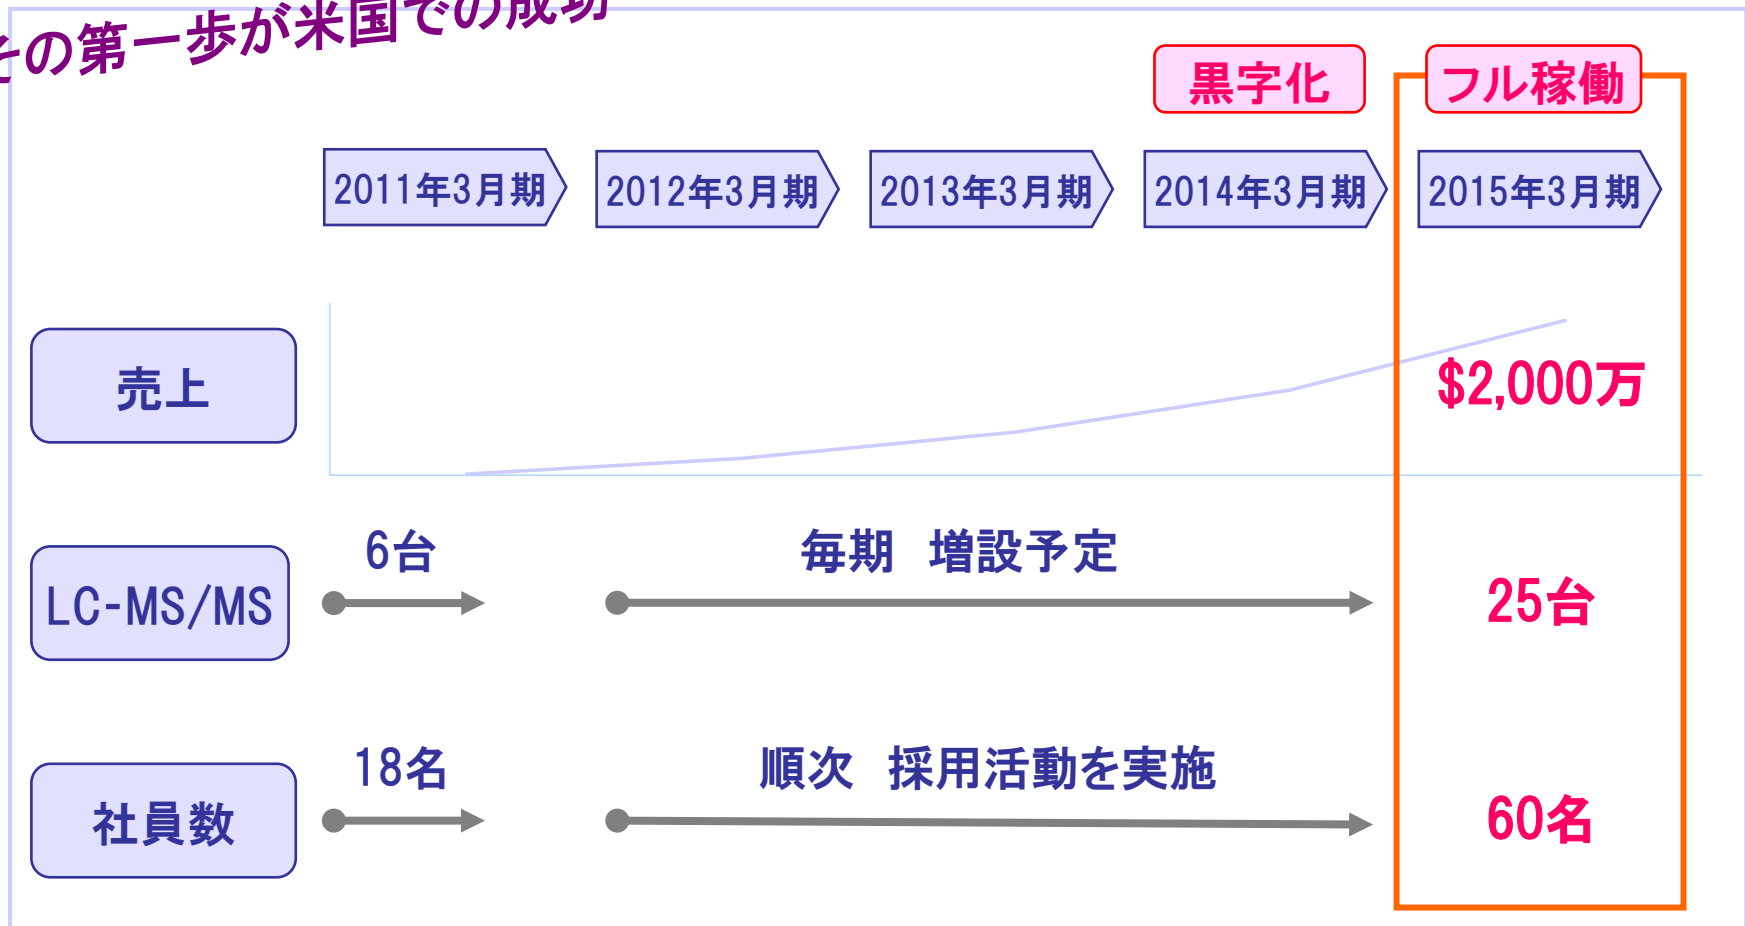 その第一歩が米国での成功
黒字化
フル稼働
2011年3月期
2012年3月期
2013年3月期
2014年3月期
2015年3月期
売上
$2,000万
LC-MS/MS
6台
毎期 増設予定
25台
社員数
18名
順次 採用活動を実施
60名